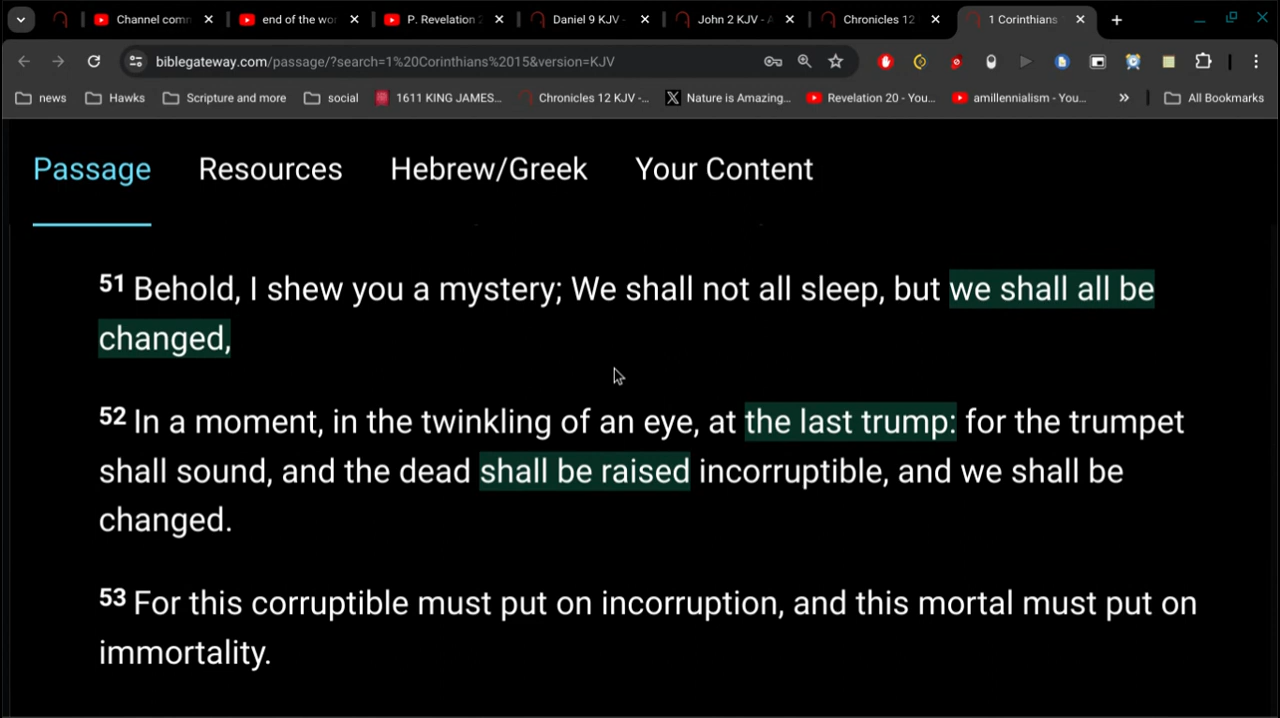 Channel comm
end of the wor
P. Revelation 2
Daniel 9 KJV -
John 2 KJV - A
Chronicles 12
1 Corinthians
biblegateway.com/passage/?search=1%20Corinthians%2015&version=KJV
news
Hawks
Scripture and more
social
1611 KING JAMES...
Chronicles 12 KJV -...
Nature is Amazing...
Revelation 20 - You...
amillennialism - You...
All Bookmarks
Passage
Resources
Hebrew/Greek
Your Content
51 Behold, I shew you a mystery; We shall not all sleep, but we shall all be
changed,
52 In a moment, in the twinkling of an eye, at the last trump: for the trumpet
shall sound, and the dead shall be raised incorruptible, and we shall be
changed.
53 For this corruptible must put on incorruption, and this mortal must put on
immortality.